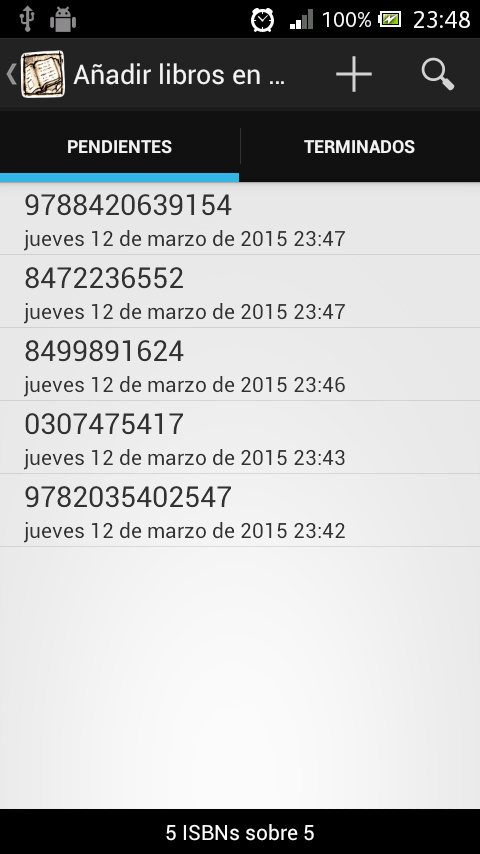 100% 23:48
Añadir libros en ...
PENDIENTES TERMINADOS
9788420639154
jueves 12 de marzo de 2015 23:47
8472236552
jueves 12 de marzo de 2015 23:47
8499891624
jueves 12 de marzo de 2015 23:46
0307475417
jueves 12 de marzo de 2015 23:43
9782035402547
jueves 12 de marzo de 2015 23:42
5 ISBNs sobre 5